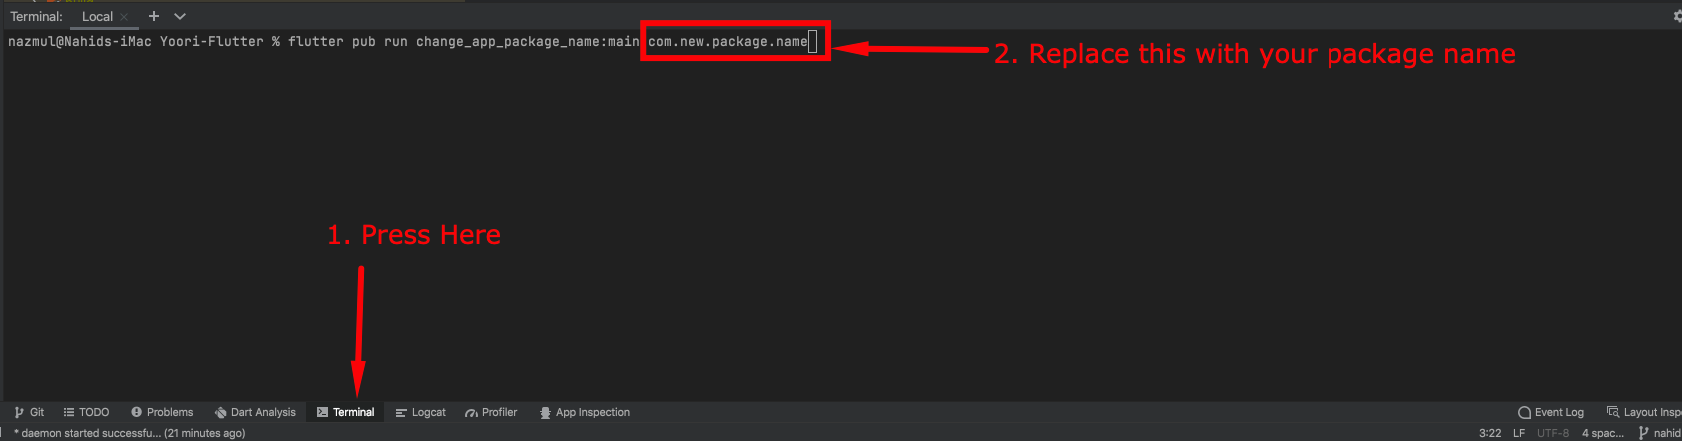 Terminal: Local × + 
nazmul@Nahids-iMac Yoori-Flutter % flutter pub run change_app_package_name:main com.new.package.name
2. Replace this with your package name
1. Press Here
Git TODO Problems Dart Analysis Terminal Logcat Profiler App Inspection Event Log Layout Inspe
* daemon started successfu... (21 minutes ago) 3:22 LF UTF-8 4 spac... nahid